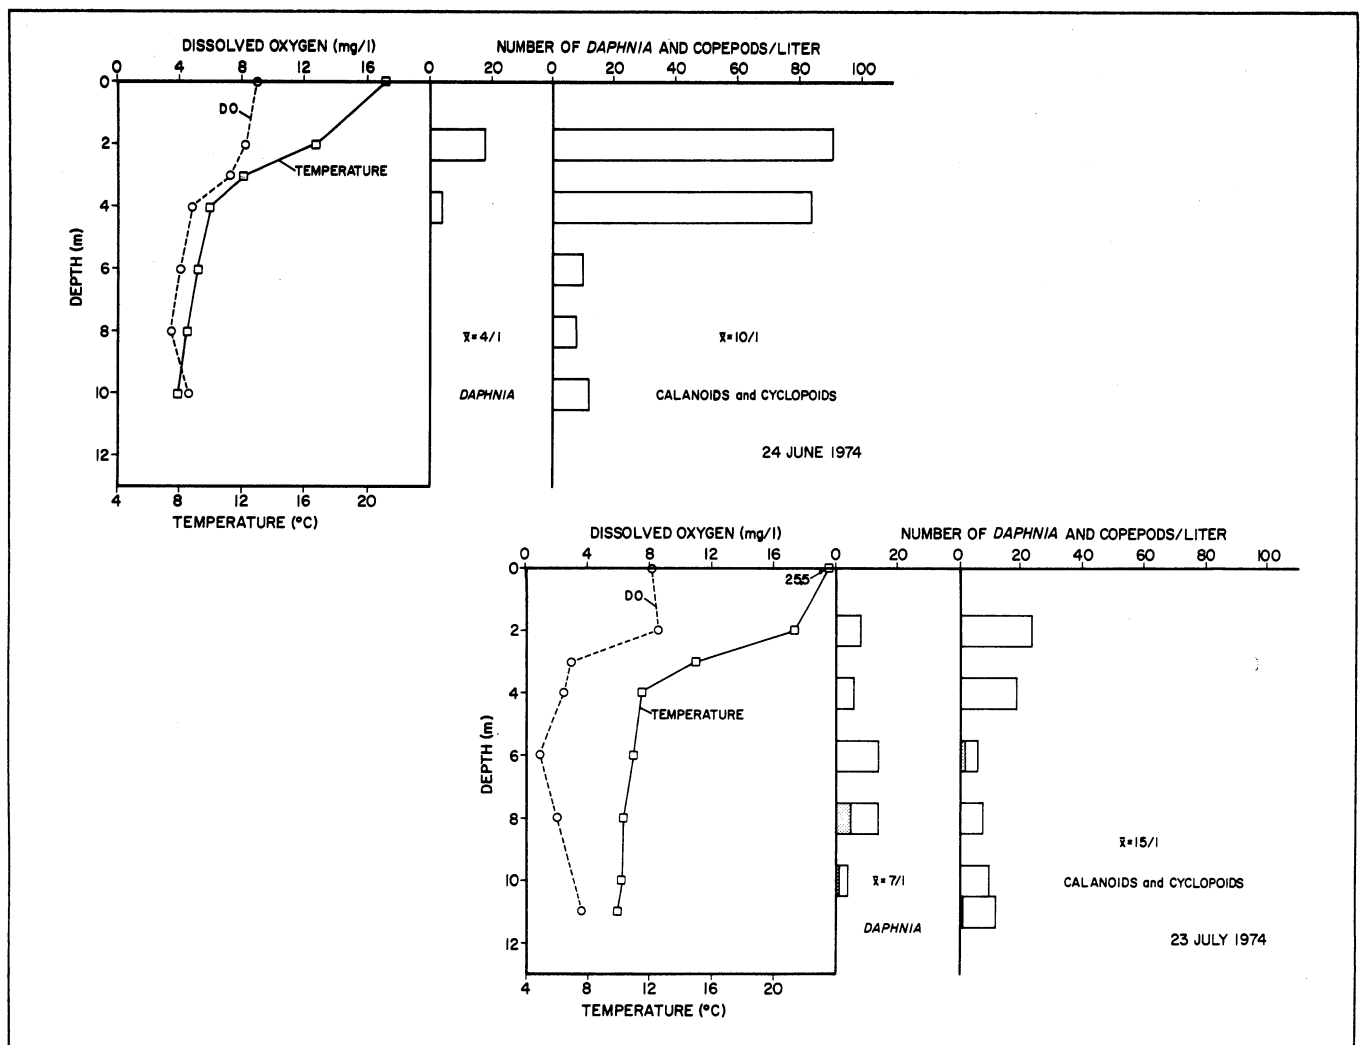 DISSOLVED OXYGEN (mg/l) NUMBER OF DAPHNIA AND COPEPODS/LITER
0 4 8 12 16 0 20 0 20 40 60 80 100
0
DO
2
TEMPERATURE
4
DEPTH (m)
6
8
x̄=4/l x̄=10/l
10 DAPHNIA CALANOIDS and CYCLOPOIDS
12 24 JUNE 1974
4 8 12 16 20
TEMPERATURE (°C)
DISSOLVED OXYGEN (mg/l) NUMBER OF DAPHNIA AND COPEPODS/LITER
0 4 8 12 16 0 20 0 20 40 60 80 100
0 25.5
DO
2
4
TEMPERATURE
DEPTH (m)
6
8
x̄=15/l
10 x̄=7/l CALANOIDS and CYCLOPOIDS
DAPHNIA
12 23 JULY 1974
4 8 12 16 20
TEMPERATURE (°C)